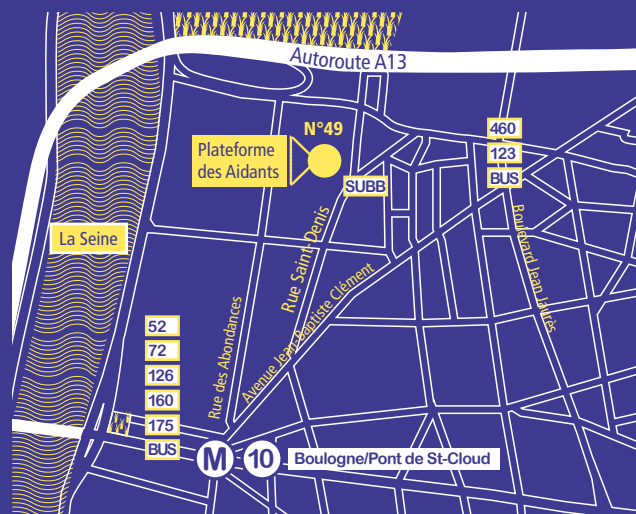 Autoroute A13
N°49
Plateforme
des Aidants
460
123
BUS
SUBB
La Seine
Rue Saint-Denis
Boulevard Jean Jaurès
Avenue Jean-Baptiste Clément
Rue des Abondances
52
72
126
160
175
BUS
M
10
Boulogne/Pont de St-Cloud